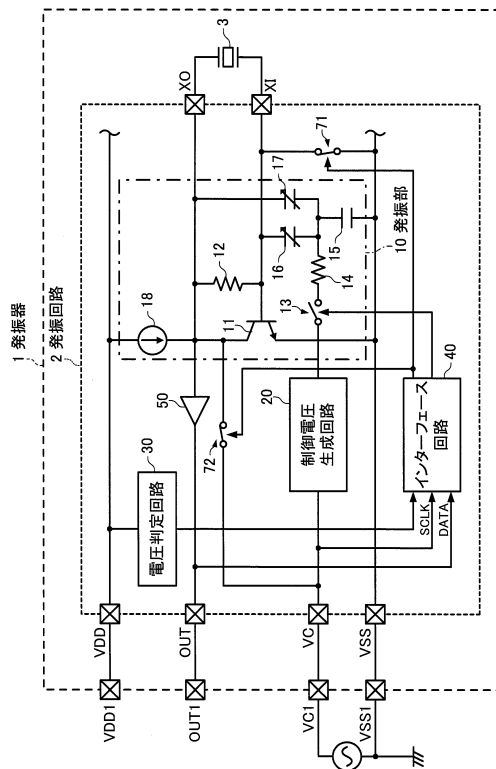 1 発振器
2 発振回路
VDD1
VDD
OUT1
OUT
VC1
VC
VSS1
VSS
30
電圧判定回路
50
72
18
11
12
20
制御電圧
生成回路
13
14
15
16
17
10 発振部
SCLK
DATA
インターフェース
回路
40
71
XO
XI
3